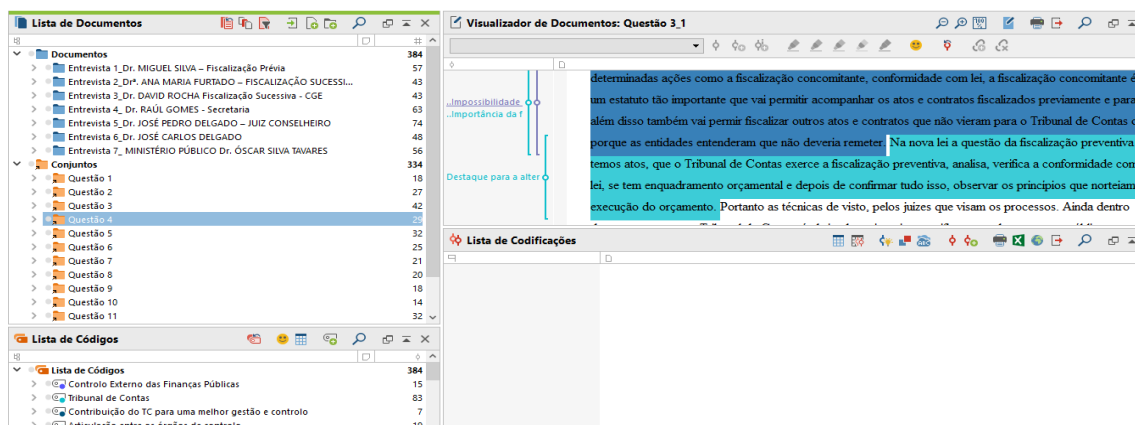 Lista de Documentos
#
Documentos 384
Entrevista 1_Dr. MIGUEL SILVA – Fiscalização Prévia 57
Entrevista 2_Drª. ANA MARIA FURTADO – FISCALIZAÇÃO SUCESSI... 43
Entrevista 3_Dr. DAVID ROCHA Fiscalização Sucessiva - CGE 43
Entrevista 4_ Dr. RAÚL GOMES - Secretaria 63
Entrevista 5_Dr. JOSÉ PEDRO DELGADO – JUIZ CONSELHEIRO 74
Entrevista 6_Dr. JOSÉ CARLOS DELGADO 48
Entrevista 7_ MINISTÉRIO PÚBLICO Dr. ÓSCAR SILVA TAVARES 56
Conjuntos 334
Questão 1 18
Questão 2 27
Questão 3 42
Questão 4 29
Questão 5 32
Questão 6 25
Questão 7 21
Questão 8 20
Questão 9 18
Questão 10 14
Questão 11 32
Lista de Códigos
Lista de Códigos 384
Controlo Externo das Finanças Públicas 15
Tribunal de Contas 83
Contribuição do TC para uma melhor gestão e controlo 7
Visualizador de Documentos: Questão 3_1
..Impossibilidade
..Importância da f
Destaque para a alter
determinadas ações como a fiscalização concomitante, conformidade com lei, a fiscalização concomitante é
um estatuto tão importante que vai permitir acompanhar os atos e contratos fiscalizados previamente e para
além disso também vai permir fiscalizar outros atos e contratos que não vieram para o Tribunal de Contas
porque as entidades entenderam que não deveria remeter. Na nova lei a questão da fiscalização preventiva
temos atos, que o Tribunal de Contas exerce a fiscalização preventiva, analisa, verifica a conformidade com
lei, se tem enquadramento orçamental e depois de confirmar tudo isso, observar os principios que norteiam
execução do orçamento. Portanto as técnicas de visto, pelos juizes que visam os processos. Ainda dentro
Lista de Codificações